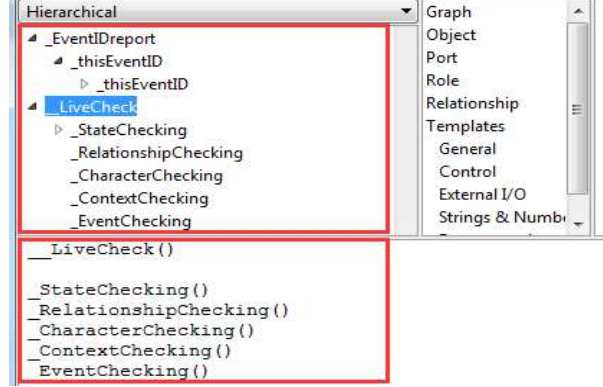 Hierarchical
_EventIDreport
_thisEventID
_thisEventID
__LiveCheck
_StateChecking
_RelationshipChecking
_CharacterChecking
_ContextChecking
_EventChecking
Graph
Object
Port
Role
Relationship
Templates
General
Control
External I/O
Strings & Numbe
__LiveCheck()
_StateChecking()
_RelationshipChecking()
_CharacterChecking()
_ContextChecking()
_EventChecking()